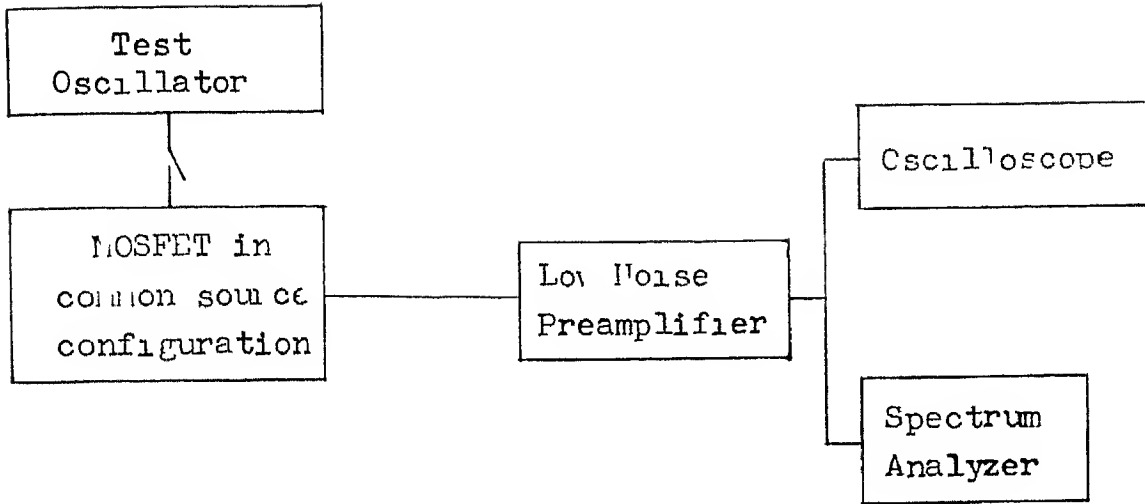 Test
Oscillator
MOSFET in
common source
configuration
Low Noise
Preamplifier
Oscilloscope
Spectrum
Analyzer